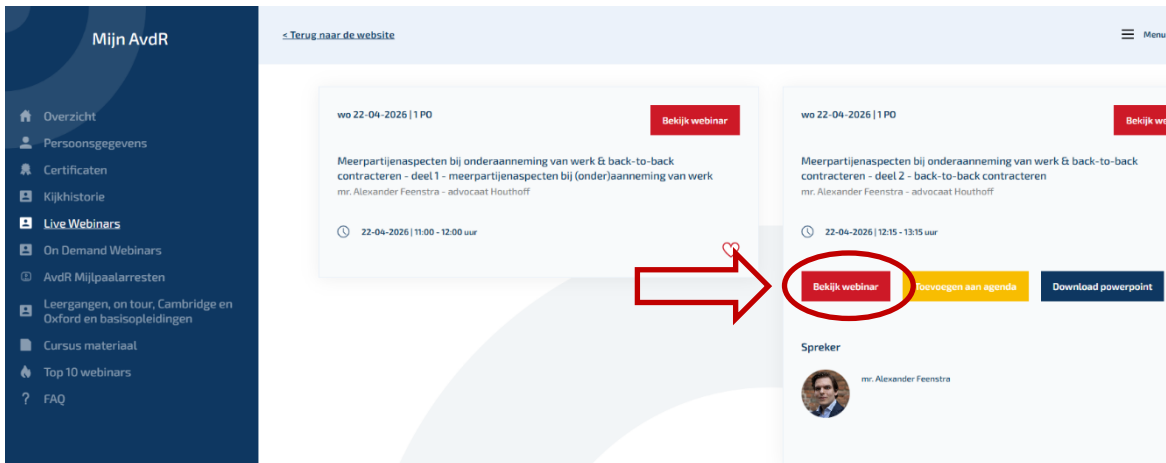 Mijn AvdR
< Terug naar de website
Menu
Overzicht
Persoonsgegevens
Certificaten
Kijkhistorie
Live Webinars
On Demand Webinars
AvdR Mijlpaalarresten
Leergangen, on tour, Cambridge en
Oxford en basisopleidingen
Cursus materiaal
Top 10 webinars
FAQ
wo 22-04-2026 | 1 PO
Bekijk webinar
Meerpartijenaspecten bij onderaanneming van werk & back-to-back
contracteren - deel 1 - meerpartijenaspecten bij (onder)aanneming van werk
mr. Alexander Feenstra - advocaat Houthoff
22-04-2026 | 11:00 - 12:00 uur
wo 22-04-2026 | 1 PO
Bekijk we
Meerpartijenaspecten bij onderaanneming van werk & back-to-back
contracteren - deel 2 - back-to-back contracteren
mr. Alexander Feenstra - advocaat Houthoff
22-04-2026 | 12:15 - 13:15 uur
Bekijk webinar
Toevoegen aan agenda
Download powerpoint
Spreker
mr. Alexander Feenstra